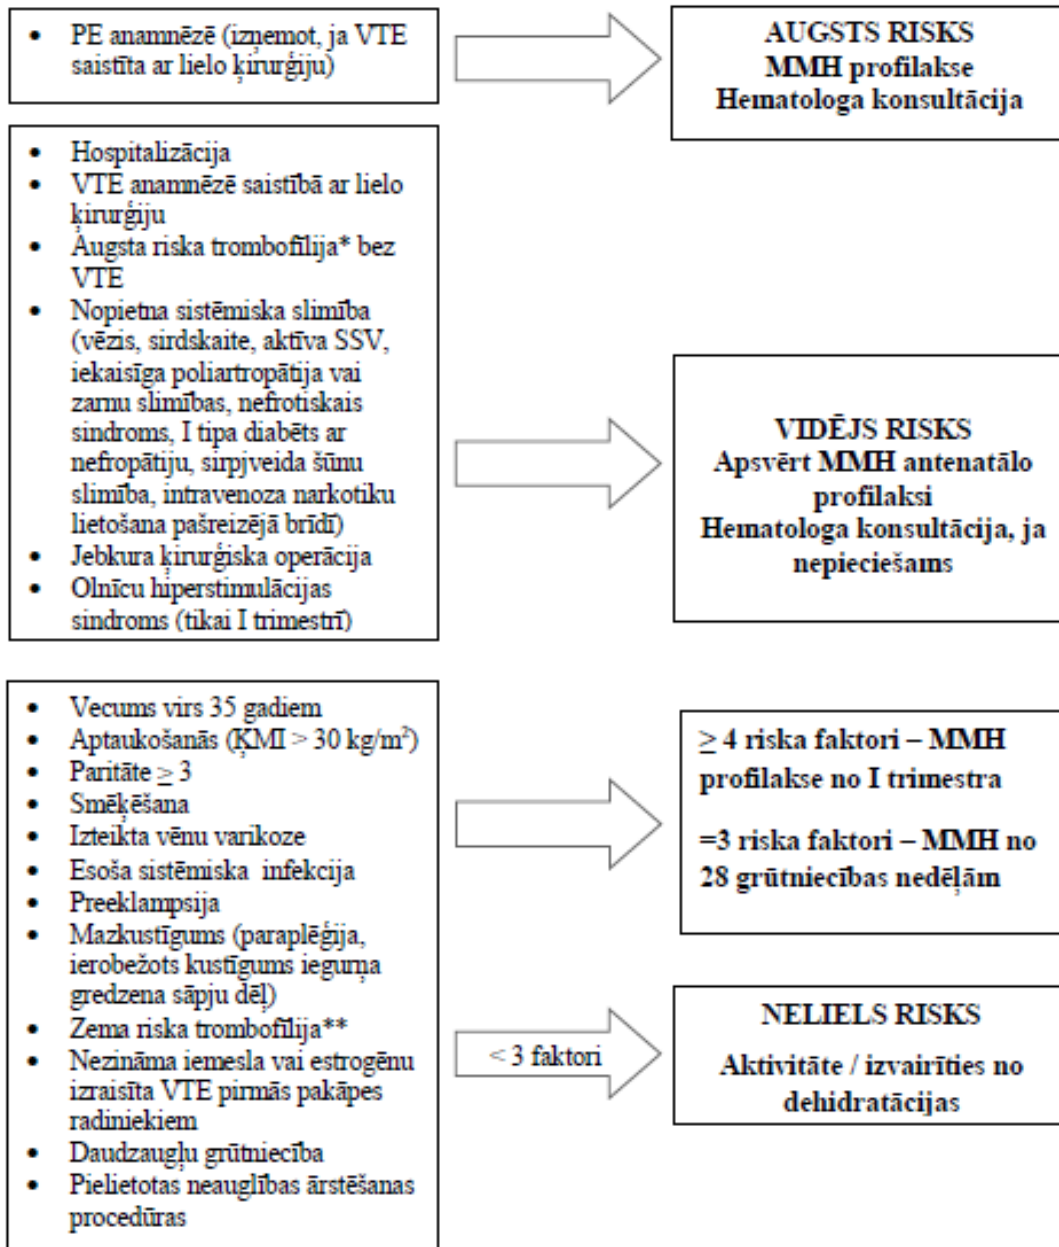 • PE anamnēzē (izņemot, ja VTE
saistīta ar lielo ķirurģiju)
AUGSTS RISKS
MMH profilakse
Hematologa konsultācija
• Hospitalizācija
• VTE anamnēzē saistībā ar lielo
ķirurģiju
• Augsta riska trombofīlija* bez
VTE
• Nopietna sistēmiska slimība
(vēzis, sirdskaite, aktīva SSV,
iekaisīga poliartropātija vai
zarnu slimības, nefrotiskais
sindroms, I tipa diabēts ar
nefropātiju, sirpjveida šūnu
slimība, intravenoza narkotiku
lietošana pašreizējā brīdī)
• Jebkura ķirurģiska operācija
• Olnīcu hiperstimulācijas
sindroms (tikai I trimestrī)
VIDĒJS RISKS
Apsvērt MMH antenatālo
profilaksi
Hematologa konsultācija, ja
nepieciešams
• Vecums virs 35 gadiem
• Aptaukošanās (ĶMI > 30 kg/m²)
• Paritāte ≥ 3
• Smēķēšana
• Izteikta vēnu varikoze
• Esoša sistēmiska infekcija
• Preeklampsija
• Mazkustīgums (paraplēģija,
ierobežots kustīgums iegurņa
gredzena sāpju dēļ)
• Zema riska trombofīlija**
• Nezināma iemesla vai estrogēnu
izraisīta VTE pirmās pakāpes
radiniekiem
• Daudzaugļu grūtniecība
• Pielietotas neauglības ārstēšanas
procedūras
≥ 4 riska faktori – MMH
profilakse no I trimestra
=3 riska faktori – MMH no
28 grūtniecības nedēļām
< 3 faktori
NELIELS RISKS
Aktivitāte / izvairīties no
dehidratācijas